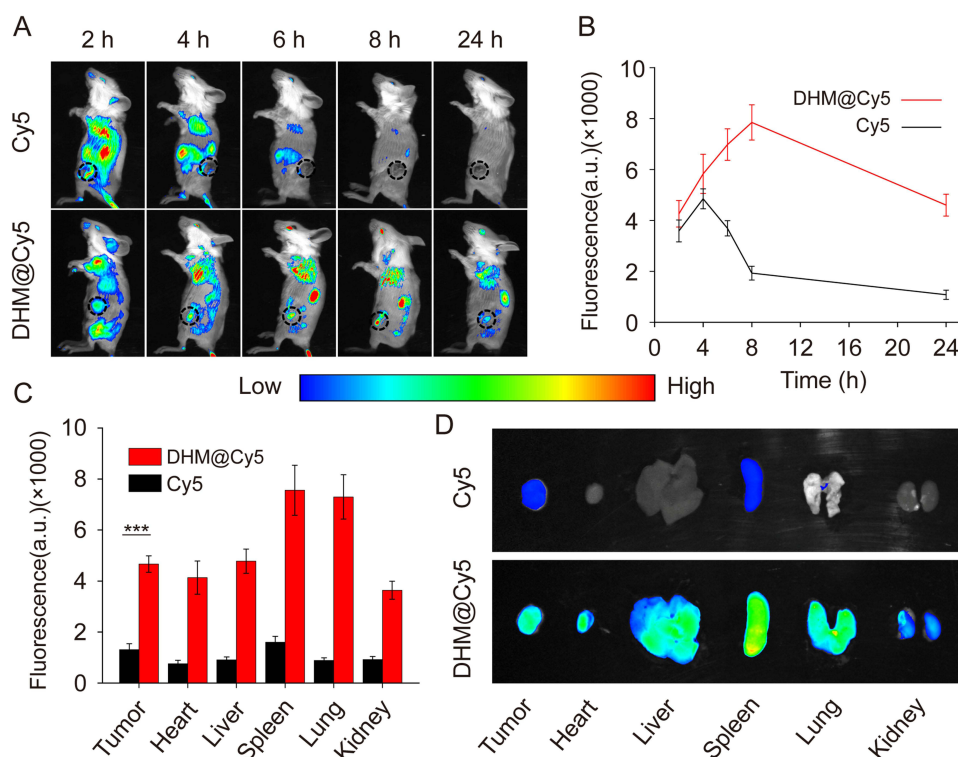 A
2 h 4 h 6 h 8 h 24 h
Cy5
DHM@Cy5
B
Fluorescence(a.u.)(×1000)
10
8
6
4
2
0
DHM@Cy5
Cy5
0 4 8 12 16 20 24
Time (h)
Low High
C
Fluorescence(a.u.)(×1000)
10
8
6
4
2
0
DHM@Cy5
Cy5
***
Tumor Heart Liver Spleen Lung Kidney
D
Cy5
DHM@Cy5
Tumor Heart Liver Spleen Lung Kidney